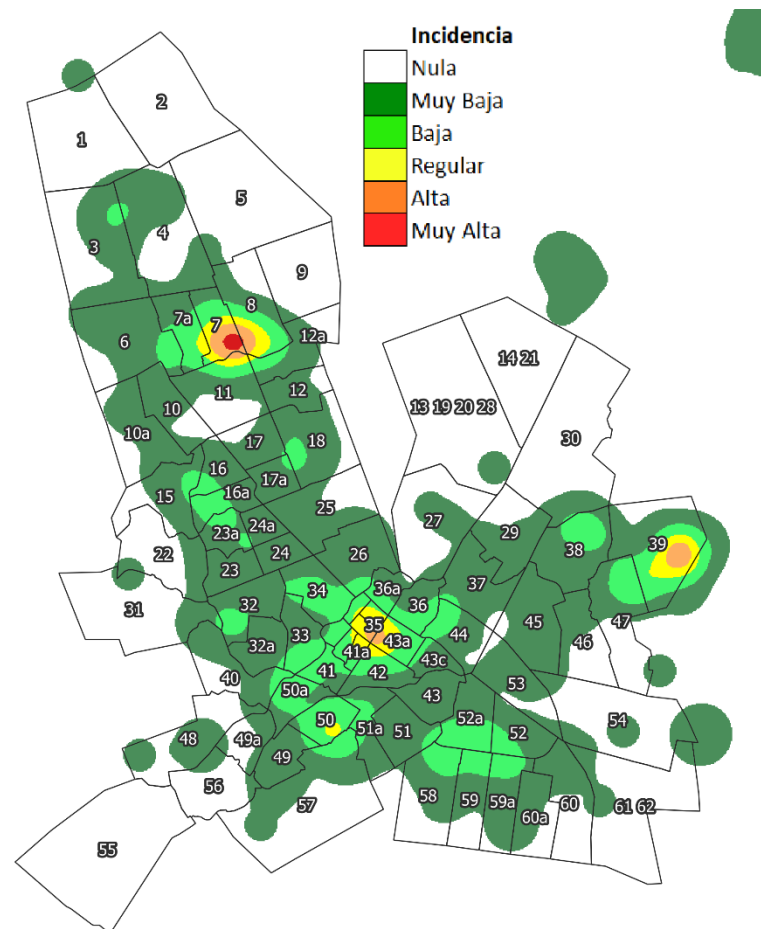 Incidencia
Nula
Muy Baja
Baja
Regular
Alta
Muy Alta
2
1
5
4
3
9
8
7a
7
6
12a
14 21
11
12
13 19 20 28
10
10a
17
18
30
16
17a
16a
15
25
27
23a
24a
29
39
22
24
26
38
23
37
36a
34
31
32
36
35
45
33
43a
44
46
47
32a
41a
43c
41
42
40
53
50a
43
50
52a
54
51a
51
52
48
49a
49
56
58
59
59a
60
61 62
57
60a
55